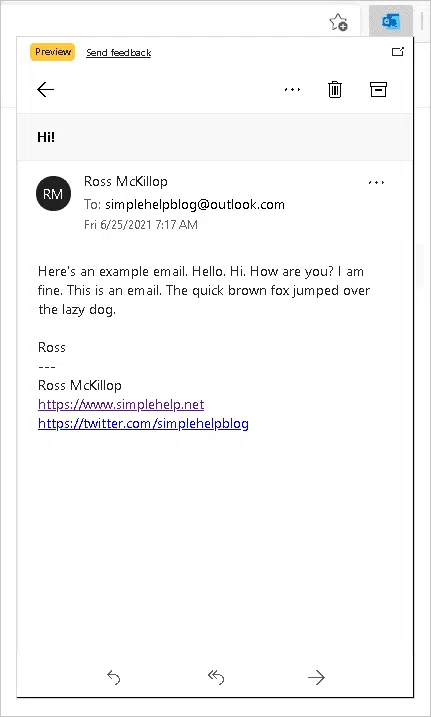 Preview Send feedback
Hi!
RM
Ross McKillop
To: simplehelpblog@outlook.com
Fri 6/25/2021 7:17 AM
Here's an example email. Hello. Hi. How are you? I am
fine. This is an email. The quick brown fox jumped over
the lazy dog.
Ross
---
Ross McKillop
https://www.simplehelp.net
https://twitter.com/simplehelpblog